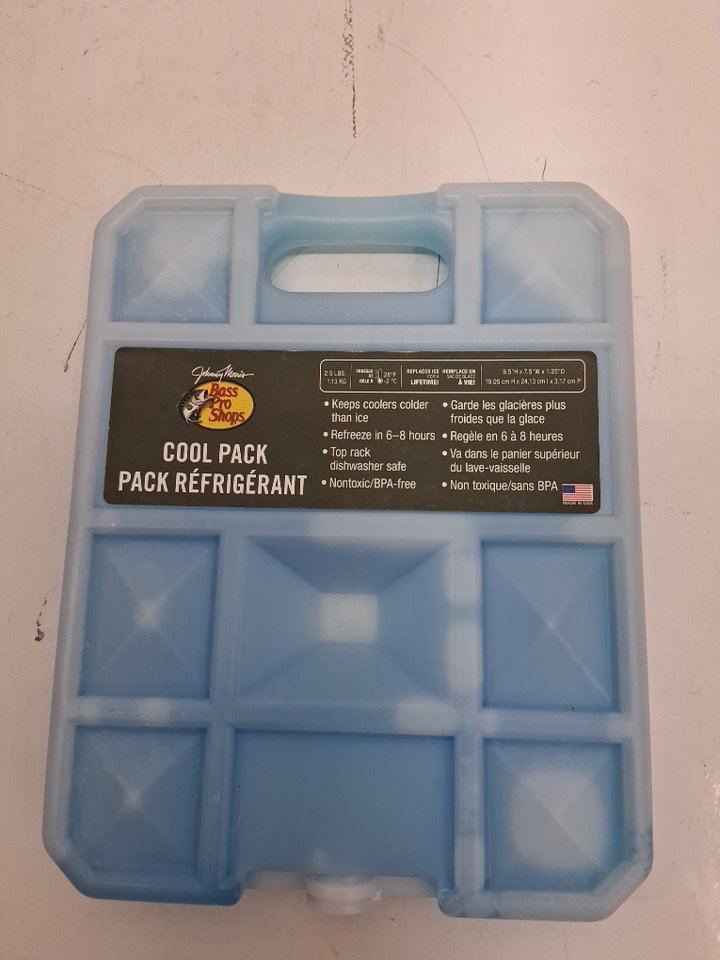 Johnny Morris
Bass
Pro
Shops
COOL PACK
PACK RÉFRIGÉRANT
2.5 LBS.
1.13 KG.
FREEZES
AT
GÈLE À
28°F
-2 °C
REPLACES ICE
FOR A
LIFETIME!
REMPLACE UN
SAC DE GLACE
À VIE!
9.5"H x 7.5"W x 1.25"D
19,05 cm H x 24,13 cm l x 3,17 cm P
• Keeps coolers colder
than ice
• Refreeze in 6–8 hours
• Top rack
dishwasher safe
• Nontoxic/BPA-free
• Garde les glacières plus
froides que la glace
• Regèle en 6 à 8 heures
• Va dans le panier supérieur
du lave-vaisselle
• Non toxique/sans BPA
MADE IN USA